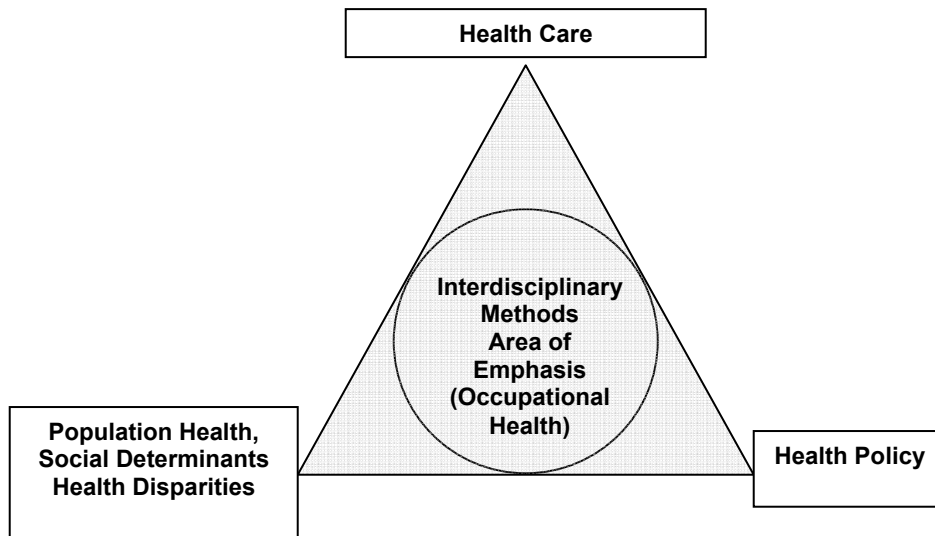 Health Care
Interdisciplinary
Methods
Area of
Emphasis
(Occupational
Health)
Population Health,
Social Determinants
Health Disparities
Health Policy